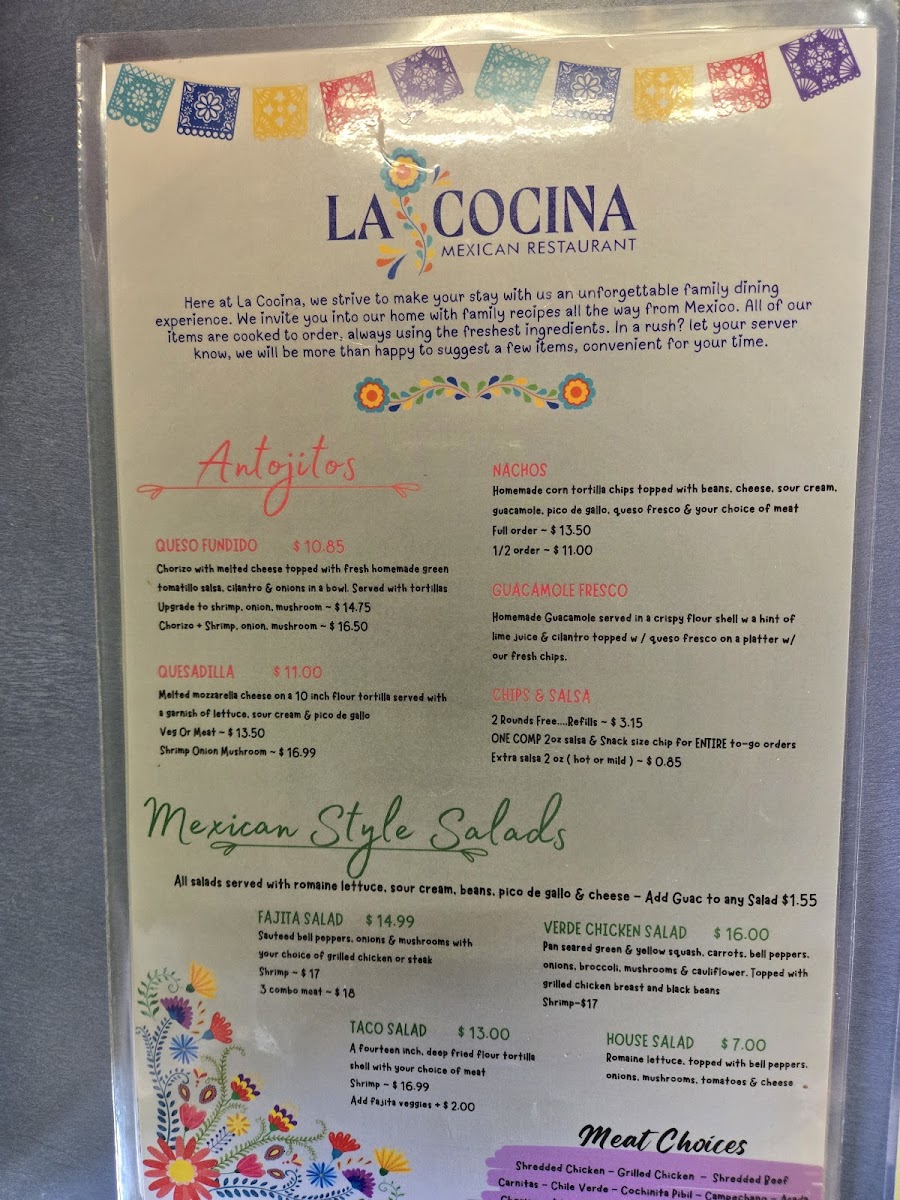 LA COCINA
MEXICAN RESTAURANT
Here at La Cocina, we strive to make your stay with us an unforgettable family dining
experience. We invite you into our home with family recipes all the way from Mexico. All of our
items are cooked to order, always using the freshest ingredients. In a rush? let your server
know, we will be more than happy to suggest a few items, convenient for your time.
Antojitos
QUESO FUNDIDO $ 10.85
Chorizo with melted cheese topped with fresh homemade green
tomatillo salsa, cilantro & onions in a bowl. Served with tortillas
Upgrade to shrimp, onion, mushroom ~ $ 14.75
Chorizo + Shrimp, onion, mushroom ~ $ 16.50
QUESADILLA $ 11.00
Melted mozzarella cheese on a 10 inch flour tortilla served with
a garnish of lettuce, sour cream & pico de gallo
Veg Or Meat ~ $ 13.50
Shrimp Onion Mushroom ~ $ 16.99
NACHOS
Homemade corn tortilla chips topped with beans, cheese, sour cream,
guacamole, pico de gallo, queso fresco & your choice of meat
Full order ~ $ 13.50
1/2 order ~ $ 11.00
GUACAMOLE FRESCO
Homemade Guacamole served in a crispy flour shell w a hint of
lime juice & cilantro topped w / queso fresco on a platter w/
our fresh chips.
CHIPS & SALSA
2 Rounds Free....Refills ~ $ 3.15
ONE COMP 2oz salsa & Snack size chip for ENTIRE to-go orders
Extra salsa 2 oz ( hot or mild ) ~ $ 0.85
Mexican Style Salads
All salads served with romaine lettuce, sour cream, beans, pico de gallo & cheese – Add Guac to any Salad $1.55
FAJITA SALAD $ 14.99
Sauteed bell peppers, onions & mushrooms with
your choice of grilled chicken or steak
Shrimp ~ $ 17
3 combo meat ~ $ 18
VERDE CHICKEN SALAD $ 16.00
Pan seared green & yellow squash, carrots, bell peppers,
onions, broccoli, mushrooms & cauliflower. Topped with
grilled chicken breast and black beans
Shrimp~$17
TACO SALAD $ 13.00
A fourteen inch, deep fried flour tortilla
shell with your choice of meat
Shrimp ~ $ 16.99
Add fajita veggies + $ 2.00
HOUSE SALAD $ 7.00
Romaine lettuce, topped with bell peppers,
onions, mushrooms, tomatoes & cheese
Meat Choices
Shredded Chicken – Grilled Chicken – Shredded Beef
Carnitas – Chile Verde – Cochinita Pibil –